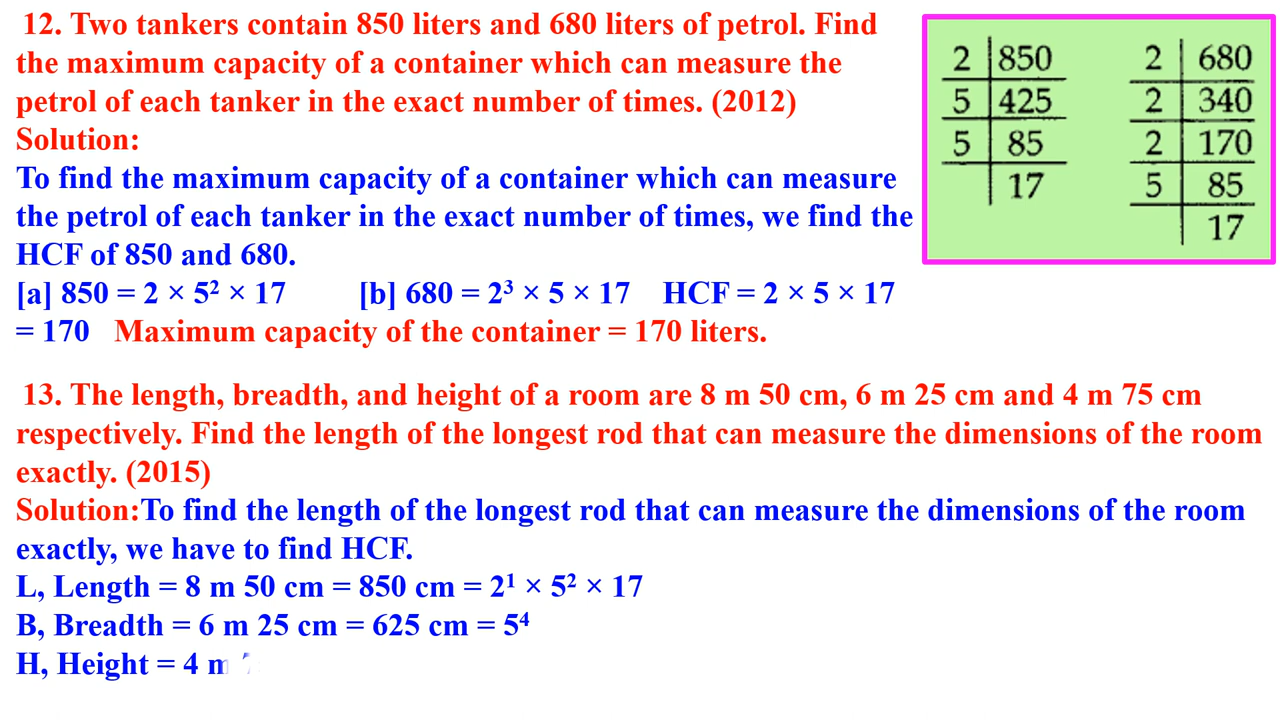 12. Two tankers contain 850 liters and 680 liters of petrol. Find
the maximum capacity of a container which can measure the
petrol of each tanker in the exact number of times. (2012)
Solution:
To find the maximum capacity of a container which can measure
the petrol of each tanker in the exact number of times, we find the
HCF of 850 and 680.
[a] 850 = 2 × 5² × 17 [b] 680 = 2³ × 5 × 17 HCF = 2 × 5 × 17
= 170 Maximum capacity of the container = 170 liters.
2 850
5 425
5 85
17
2 680
2 340
2 170
5 85
17
13. The length, breadth, and height of a room are 8 m 50 cm, 6 m 25 cm and 4 m 75 cm
respectively. Find the length of the longest rod that can measure the dimensions of the room
exactly. (2015)
Solution:To find the length of the longest rod that can measure the dimensions of the room
exactly, we have to find HCF.
L, Length = 8 m 50 cm = 850 cm = 2¹ × 5² × 17
B, Breadth = 6 m 25 cm = 625 cm = 5⁴
H, Height = 4 m